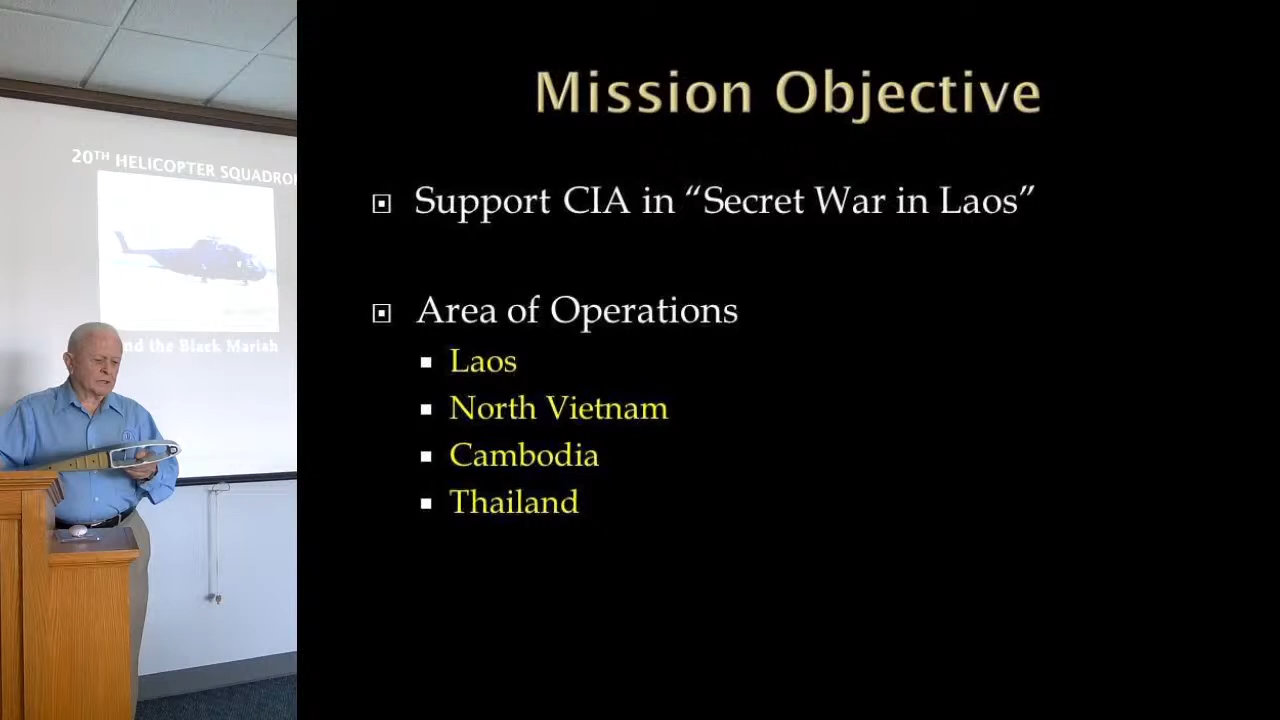 20TH HELICOPTER SQUADRON
nd the Black Mariah
Mission Objective
Support CIA in “Secret War in Laos”
Area of Operations
Laos
North Vietnam
Cambodia
Thailand